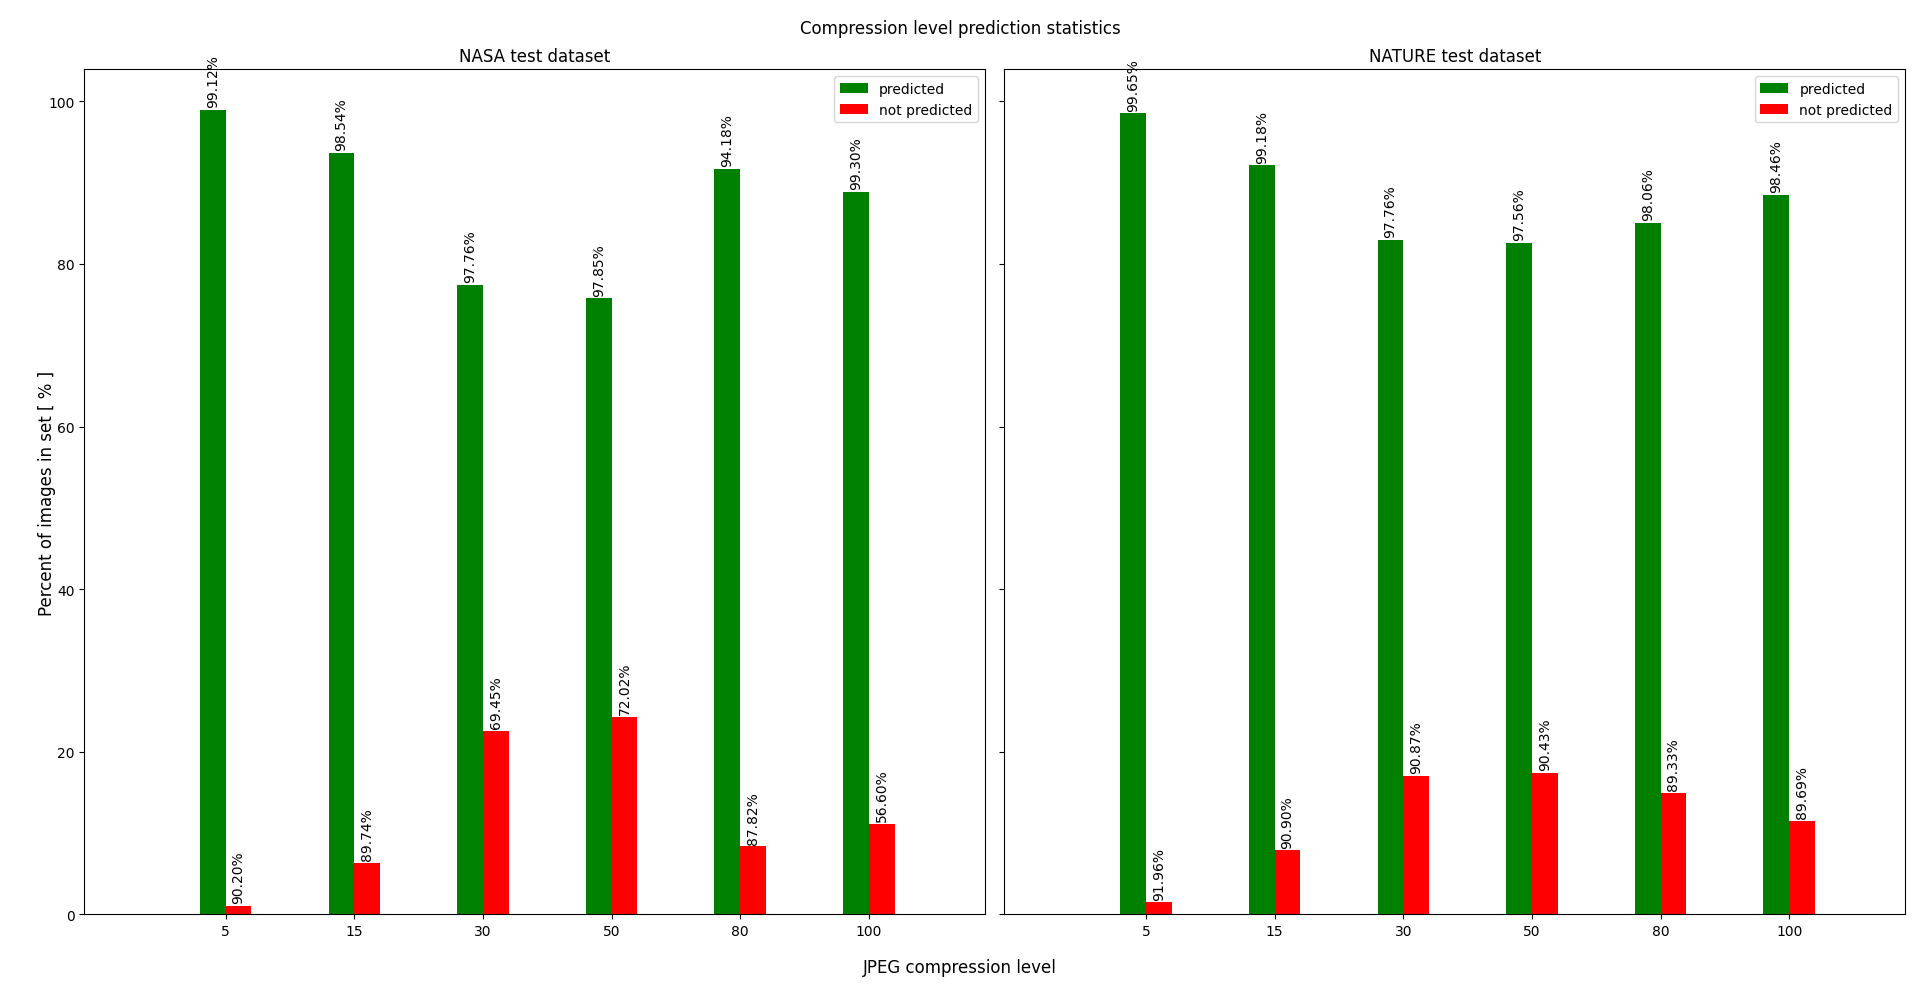 Compression level prediction statistics
NASA test dataset
NATURE test dataset
predicted
not predicted
predicted
not predicted
Percent of images in set [ % ]
100
80
60
40
20
0
99.12%
90.20%
98.54%
89.74%
97.76%
69.45%
97.85%
72.02%
94.18%
87.82%
99.30%
56.60%
99.65%
91.96%
99.18%
90.90%
97.76%
90.87%
97.56%
90.43%
98.06%
89.33%
98.46%
89.69%
5 15 30 50 80 100
5 15 30 50 80 100
JPEG compression level